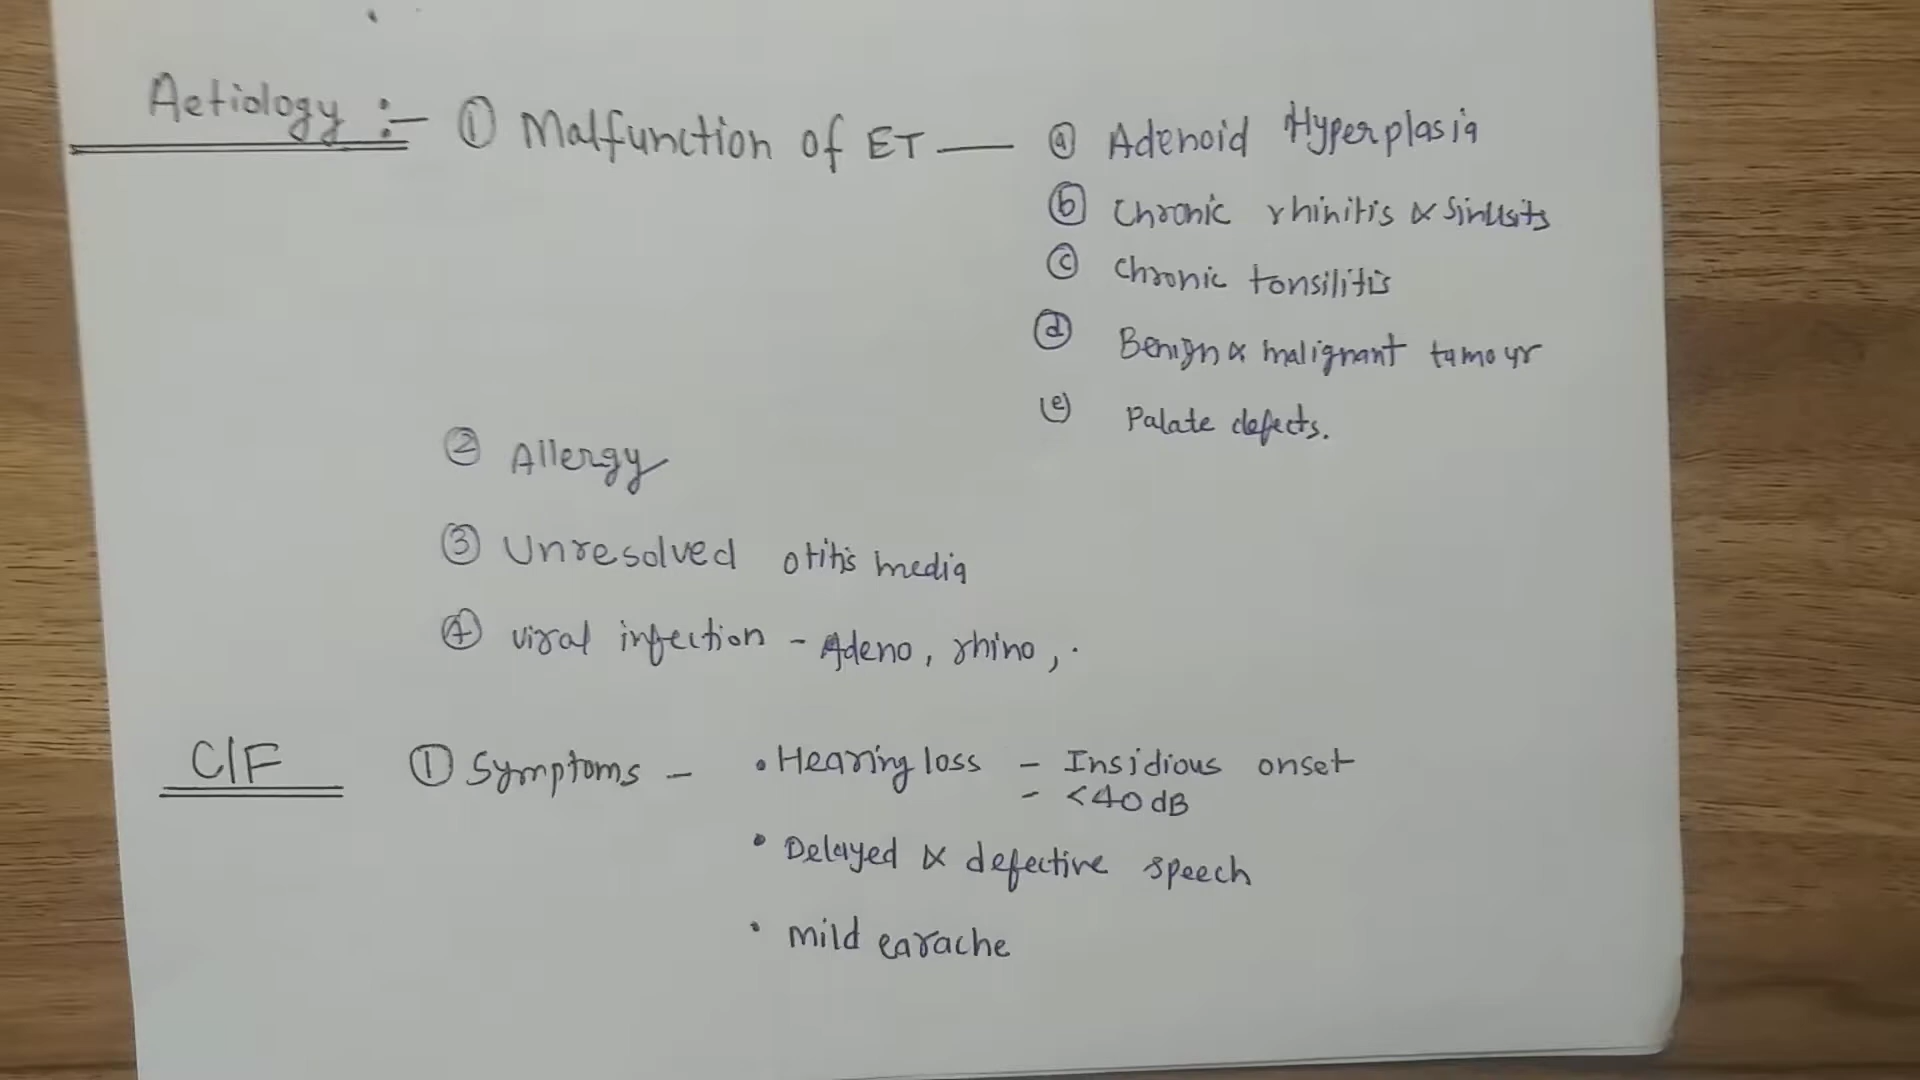 Aetiology :- ① Malfunction of ET — ⓐ Adenoid Hyperplasia
ⓑ Chronic rhinitis & Sinusits
ⓒ Chronic tonsilitis
ⓓ Benign & malignant tumour
ⓔ Palate defects.
② Allergy
③ Unresolved otitis media
④ viral infection - Adeno, rhino, .
C/F ① Symptoms - • Hearing loss - Insidious onset
- <40 dB
• Delayed & defective speech
• mild earache